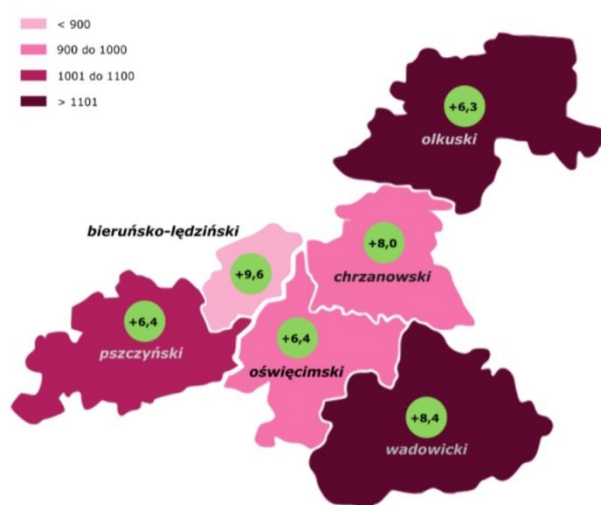 < 900
900 do 1000
1001 do 1100
> 1101
+6,3
olkuski
bieruńsko-lędziński
+8,0
chrzanowski
+9,6
+6,4
pszczyński
+6,4
oświęcimski
+8,4
wadowicki